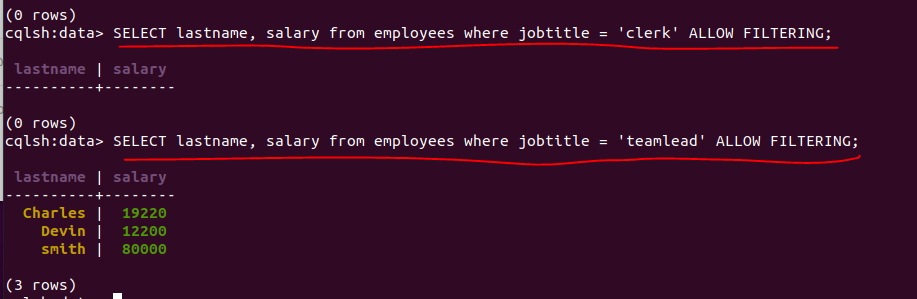 (0 rows)
cqlsh:data> SELECT lastname, salary from employees where jobtitle = 'clerk' ALLOW FILTERING;
 lastname | salary
----------+--------
(0 rows)
cqlsh:data> SELECT lastname, salary from employees where jobtitle = 'teamlead' ALLOW FILTERING;
 lastname | salary
----------+--------
  Charles |  19220
    Devin |  12200
    smith |  80000
(3 rows)